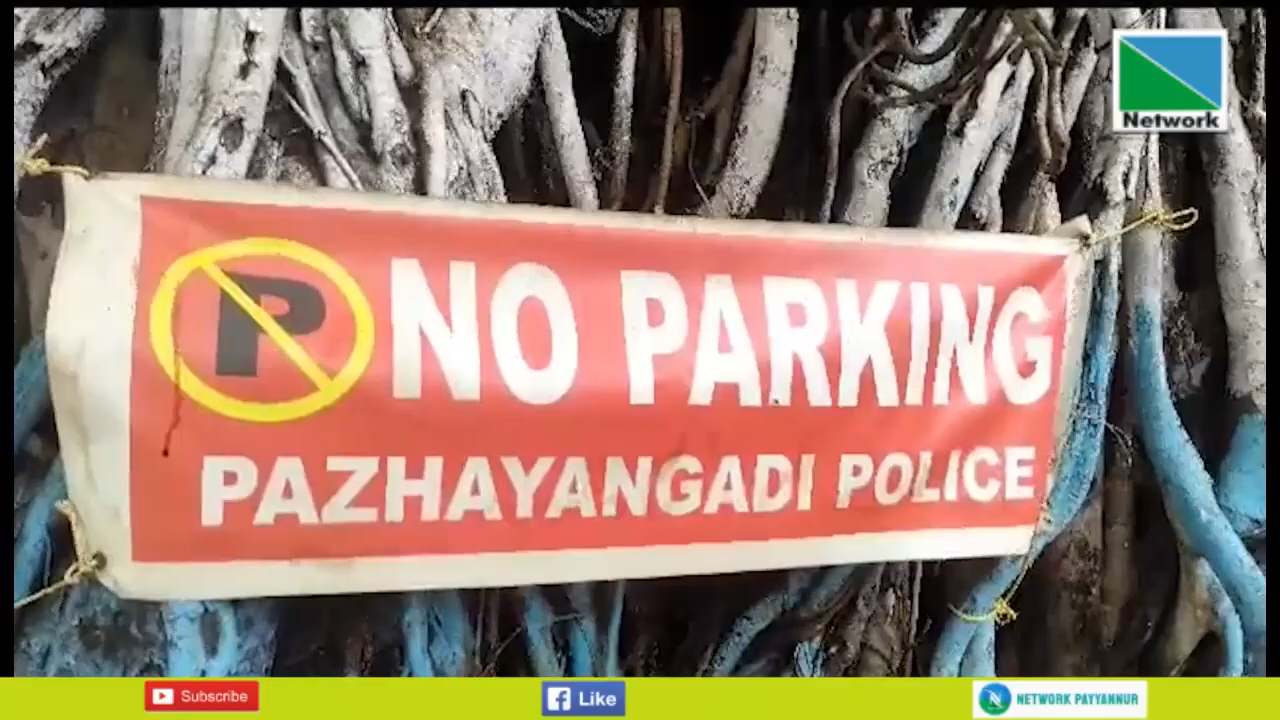 Network
P NO PARKING
PAZHAYANGADI POLICE
Subscribe
Like
NETWORK PAYYANNUR